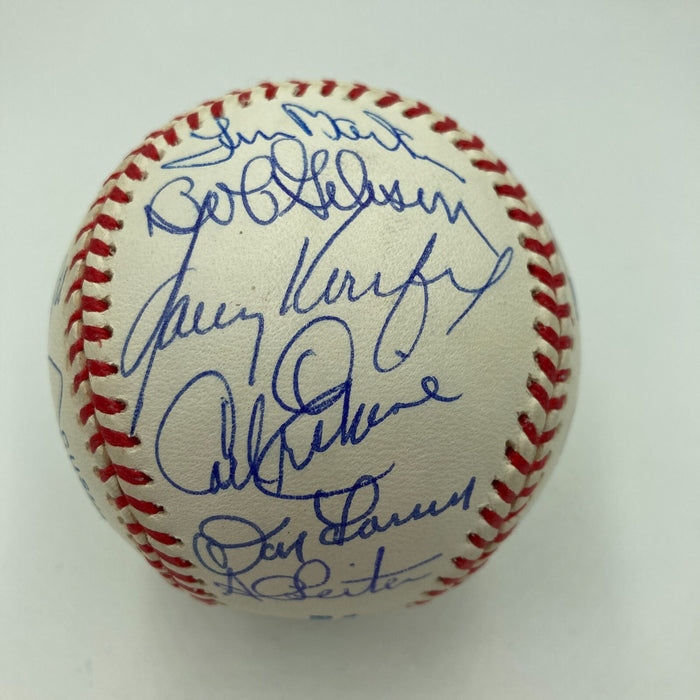 Bob Gibson
Sandy Koufax
Carl Erskine
Don Larsen
Al Leiter